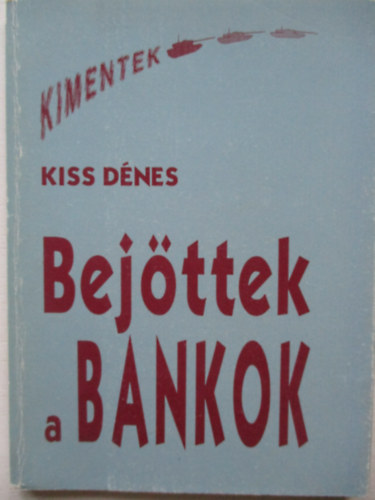 KIMENTEK
KISS DÉNES
Bejöttek
a BANKOK